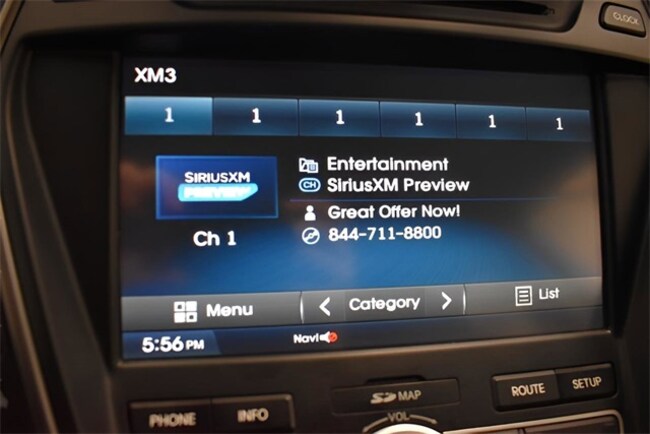 CLOCK
XM3
1 1 1 1 1 1
SIRIUSXM
PREVIEW
Entertainment
CH SiriusXM Preview
Great Offer Now!
844-711-8800
Ch 1
Menu < Category > List
5:56 PM Navi
SD MAP
ROUTE SETUP
PHONE INFO
VOL